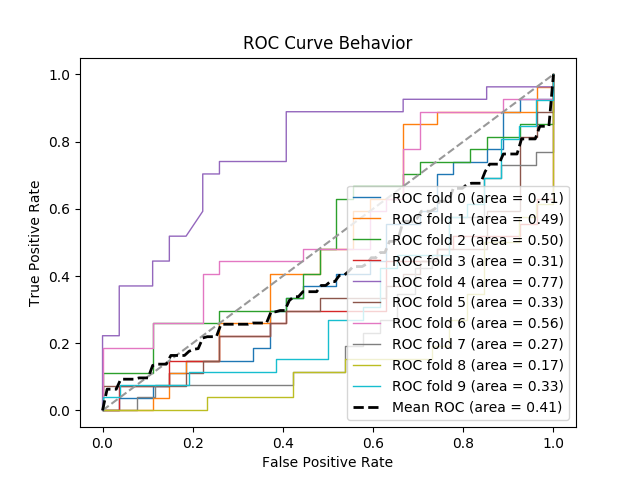 ROC Curve Behavior
True Positive Rate
1.0
0.8
0.6
0.4
0.2
0.0
ROC fold 0 (area = 0.41)
ROC fold 1 (area = 0.49)
ROC fold 2 (area = 0.50)
ROC fold 3 (area = 0.31)
ROC fold 4 (area = 0.77)
ROC fold 5 (area = 0.33)
ROC fold 6 (area = 0.56)
ROC fold 7 (area = 0.27)
ROC fold 8 (area = 0.17)
ROC fold 9 (area = 0.33)
Mean ROC (area = 0.41)
0.0 0.2 0.4 0.6 0.8 1.0
False Positive Rate